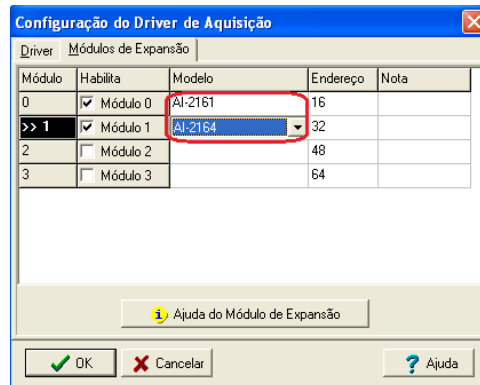 Configuração do Driver de Aquisição
Driver Módulos de Expansão
Módulo Habilita Modelo Endereço Nota
0 Módulo 0 AI-2161 16
>> 1 Módulo 1 AI-2164 32
2 Módulo 2 48
3 Módulo 3 64
Ajuda do Módulo de Expansão
OK Cancelar Ajuda